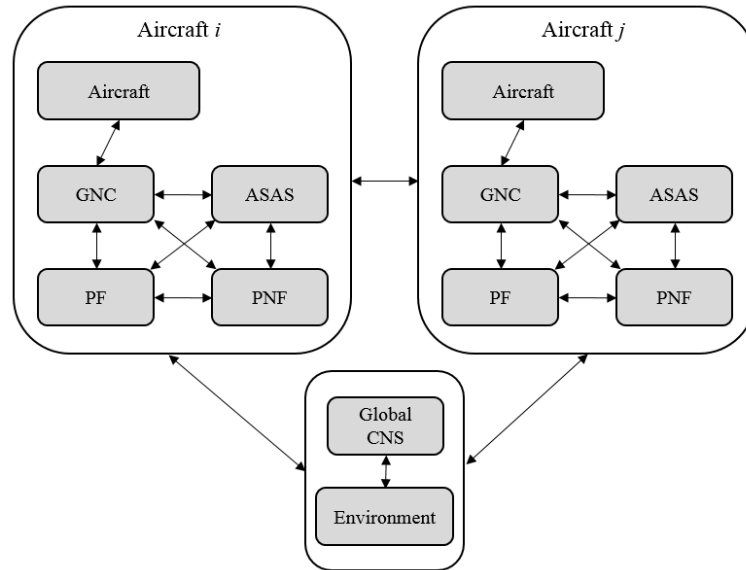 Aircraft i
Aircraft
GNC
ASAS
PF
PNF
Aircraft j
Aircraft
GNC
ASAS
PF
PNF
Global
CNS
Environment